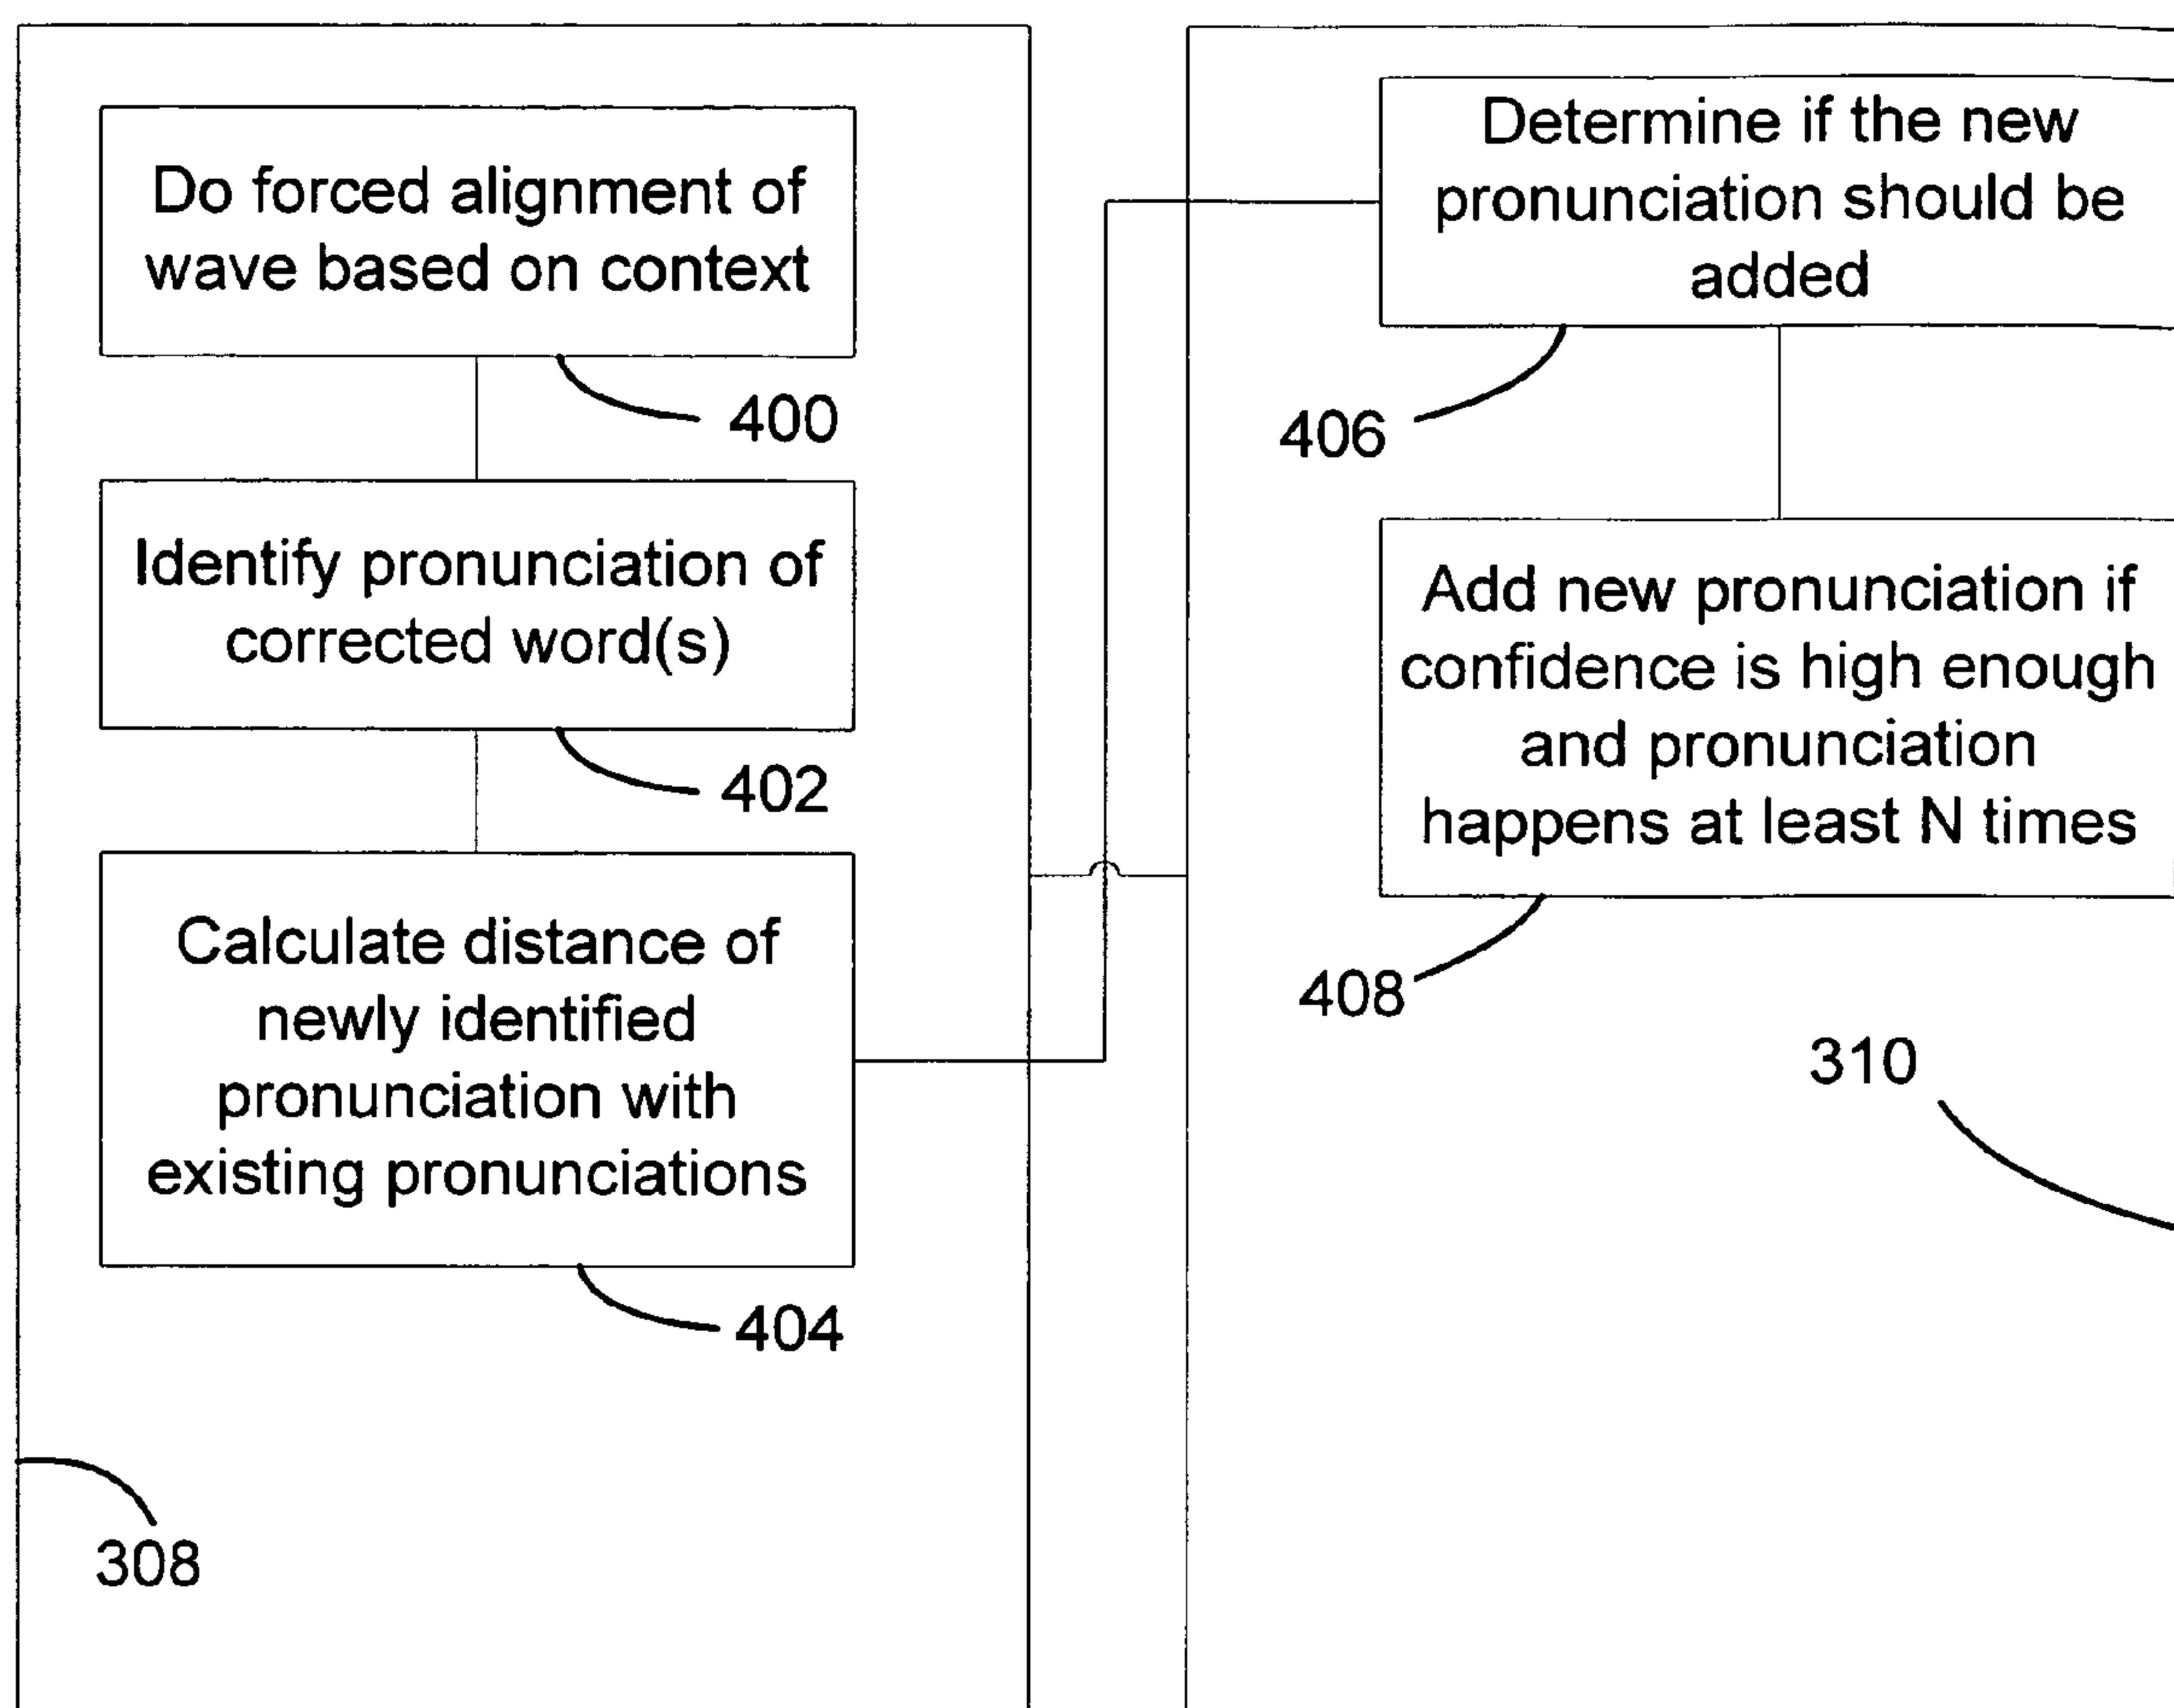 Do forced alignment of
wave based on context
400
Identify pronunciation of
corrected word(s)
402
Calculate distance of
newly identified
pronunciation with
existing pronunciations
404
308
Determine if the new
pronunciation should be
added
406
Add new pronunciation if
confidence is high enough
and pronunciation
happens at least N times
408
310